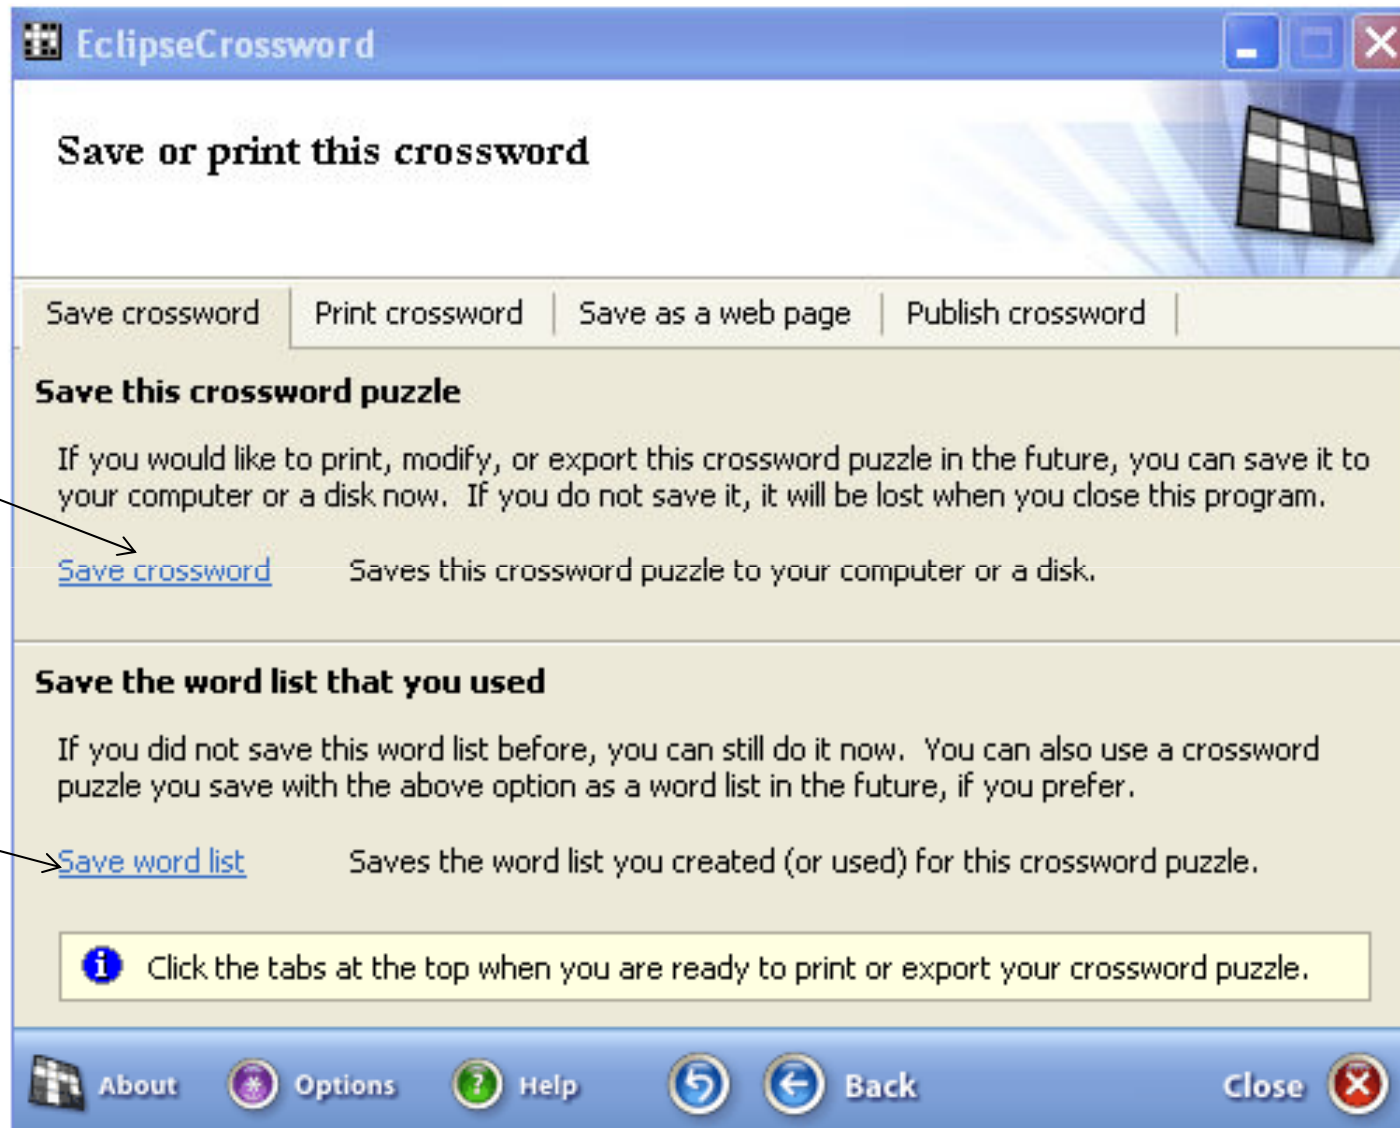 EclipseCrossword
Save or print this crossword
Save crossword Print crossword Save as a web page Publish crossword
Save this crossword puzzle
If you would like to print, modify, or export this crossword puzzle in the future, you can save it to
your computer or a disk now. If you do not save it, it will be lost when you close this program.
Save crossword Saves this crossword puzzle to your computer or a disk.
Save the word list that you used
If you did not save this word list before, you can still do it now. You can also use a crossword
puzzle you save with the above option as a word list in the future, if you prefer.
Save word list Saves the word list you created (or used) for this crossword puzzle.
Click the tabs at the top when you are ready to print or export your crossword puzzle.
About Options Help Back Close